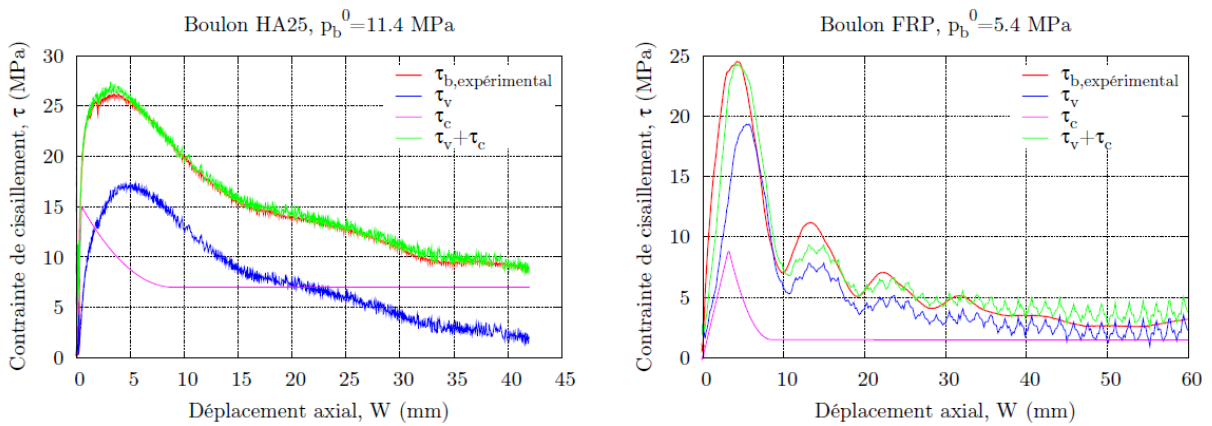 Boulon HA25, p_b^0=11.4 MPa
Contrainte de cisaillement, τ (MPa)
30
25
20
15
10
5
0
0 5 10 15 20 25 30 35 40 45
Déplacement axial, W (mm)
τ_b,expérimental
τ_v
τ_c
τ_v+τ_c
Boulon FRP, p_b^0=5.4 MPa
Contrainte de cisaillement, τ (MPa)
25
20
15
10
5
0
0 10 20 30 40 50 60
Déplacement axial, W (mm)
τ_b,expérimental
τ_v
τ_c
τ_v+τ_c